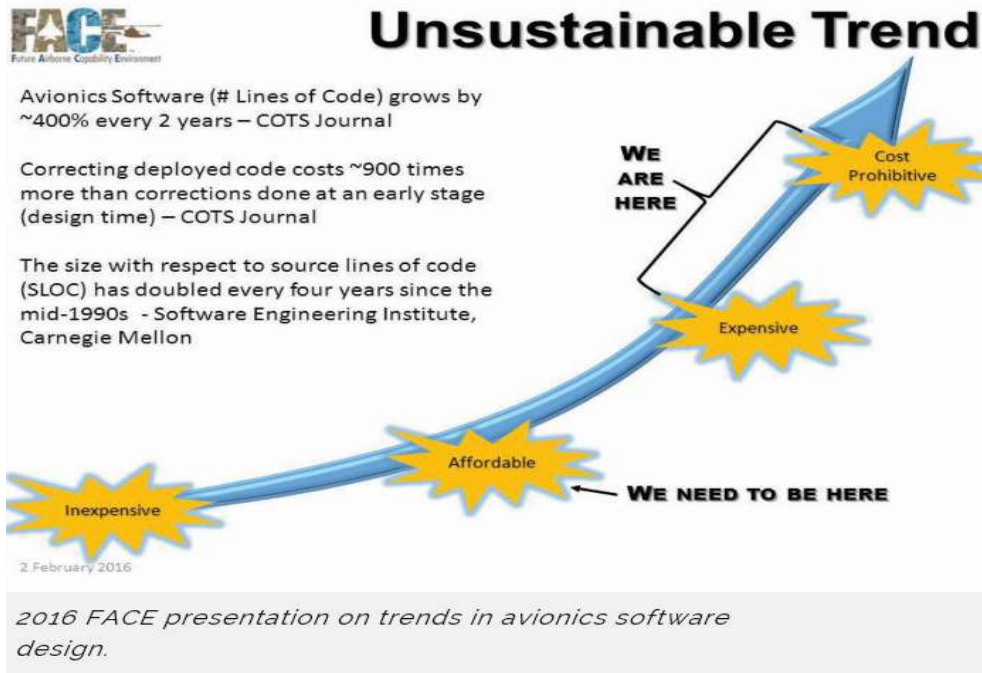 FACE
Future Airborne Capability Environment
Unsustainable Trend
Avionics Software (# Lines of Code) grows by
~400% every 2 years – COTS Journal
Correcting deployed code costs ~900 times
more than corrections done at an early stage
(design time) – COTS Journal
The size with respect to source lines of code
(SLOC) has doubled every four years since the
mid-1990s - Software Engineering Institute,
Carnegie Mellon
WE
ARE
HERE
Cost
Prohibitive
Expensive
Affordable
WE NEED TO BE HERE
Inexpensive
2 February 2016
2016 FACE presentation on trends in avionics software
design.